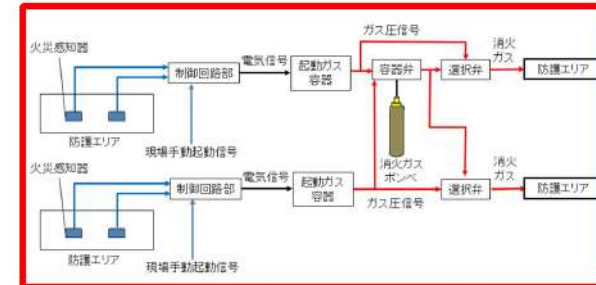 火災感知器
防護エリア
制御回路部
現場手動起動信号
電気信号
起動ガス
容器
ガス圧信号
容器弁
消火ガス
ボンベ
選択弁
消火
ガス
防護エリア
火災感知器
防護エリア
制御回路部
現場手動起動信号
電気信号
起動ガス
容器
ガス圧信号
選択弁
消火
ガス
防護エリア